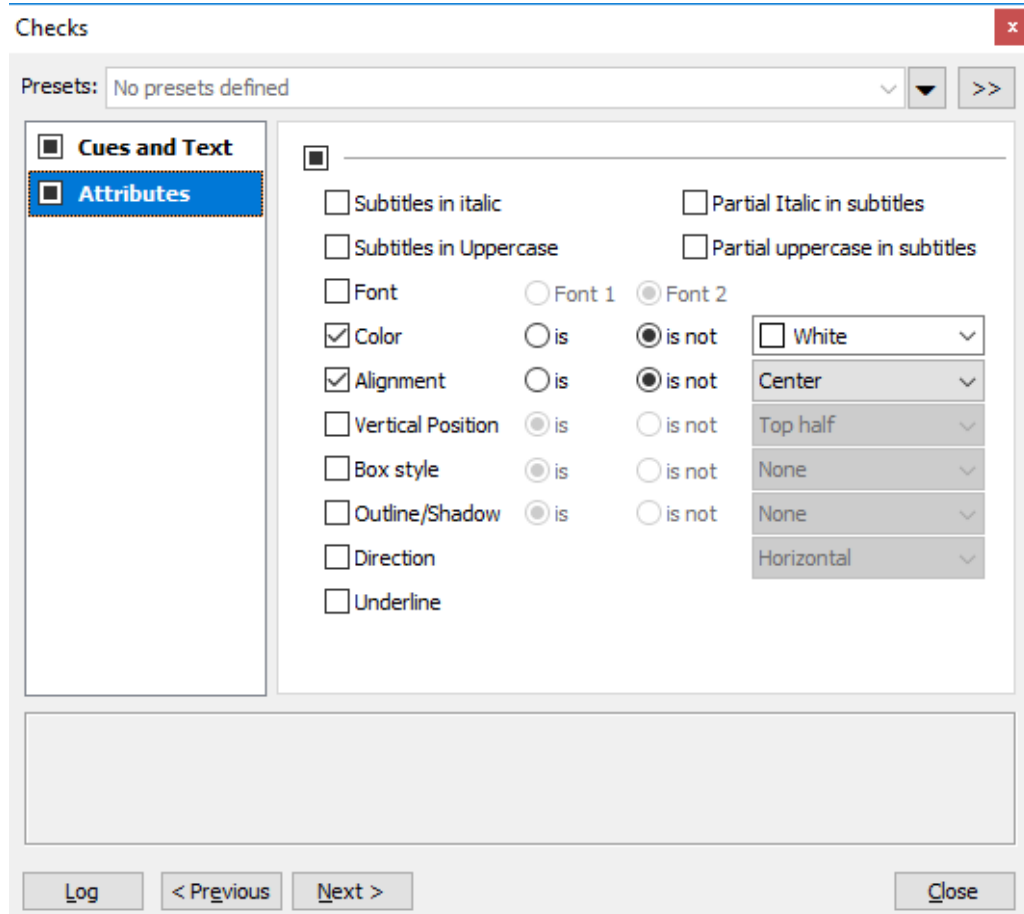 Checks
x
Presets: No presets defined >>
Cues and Text
Attributes
Subtitles in italic Partial Italic in subtitles
Subtitles in Uppercase Partial uppercase in subtitles
Font Font 1 Font 2
Color is is not White
Alignment is is not Center
Vertical Position is is not Top half
Box style is is not None
Outline/Shadow is is not None
Direction Horizontal
Underline
Log < Previous Next > Close